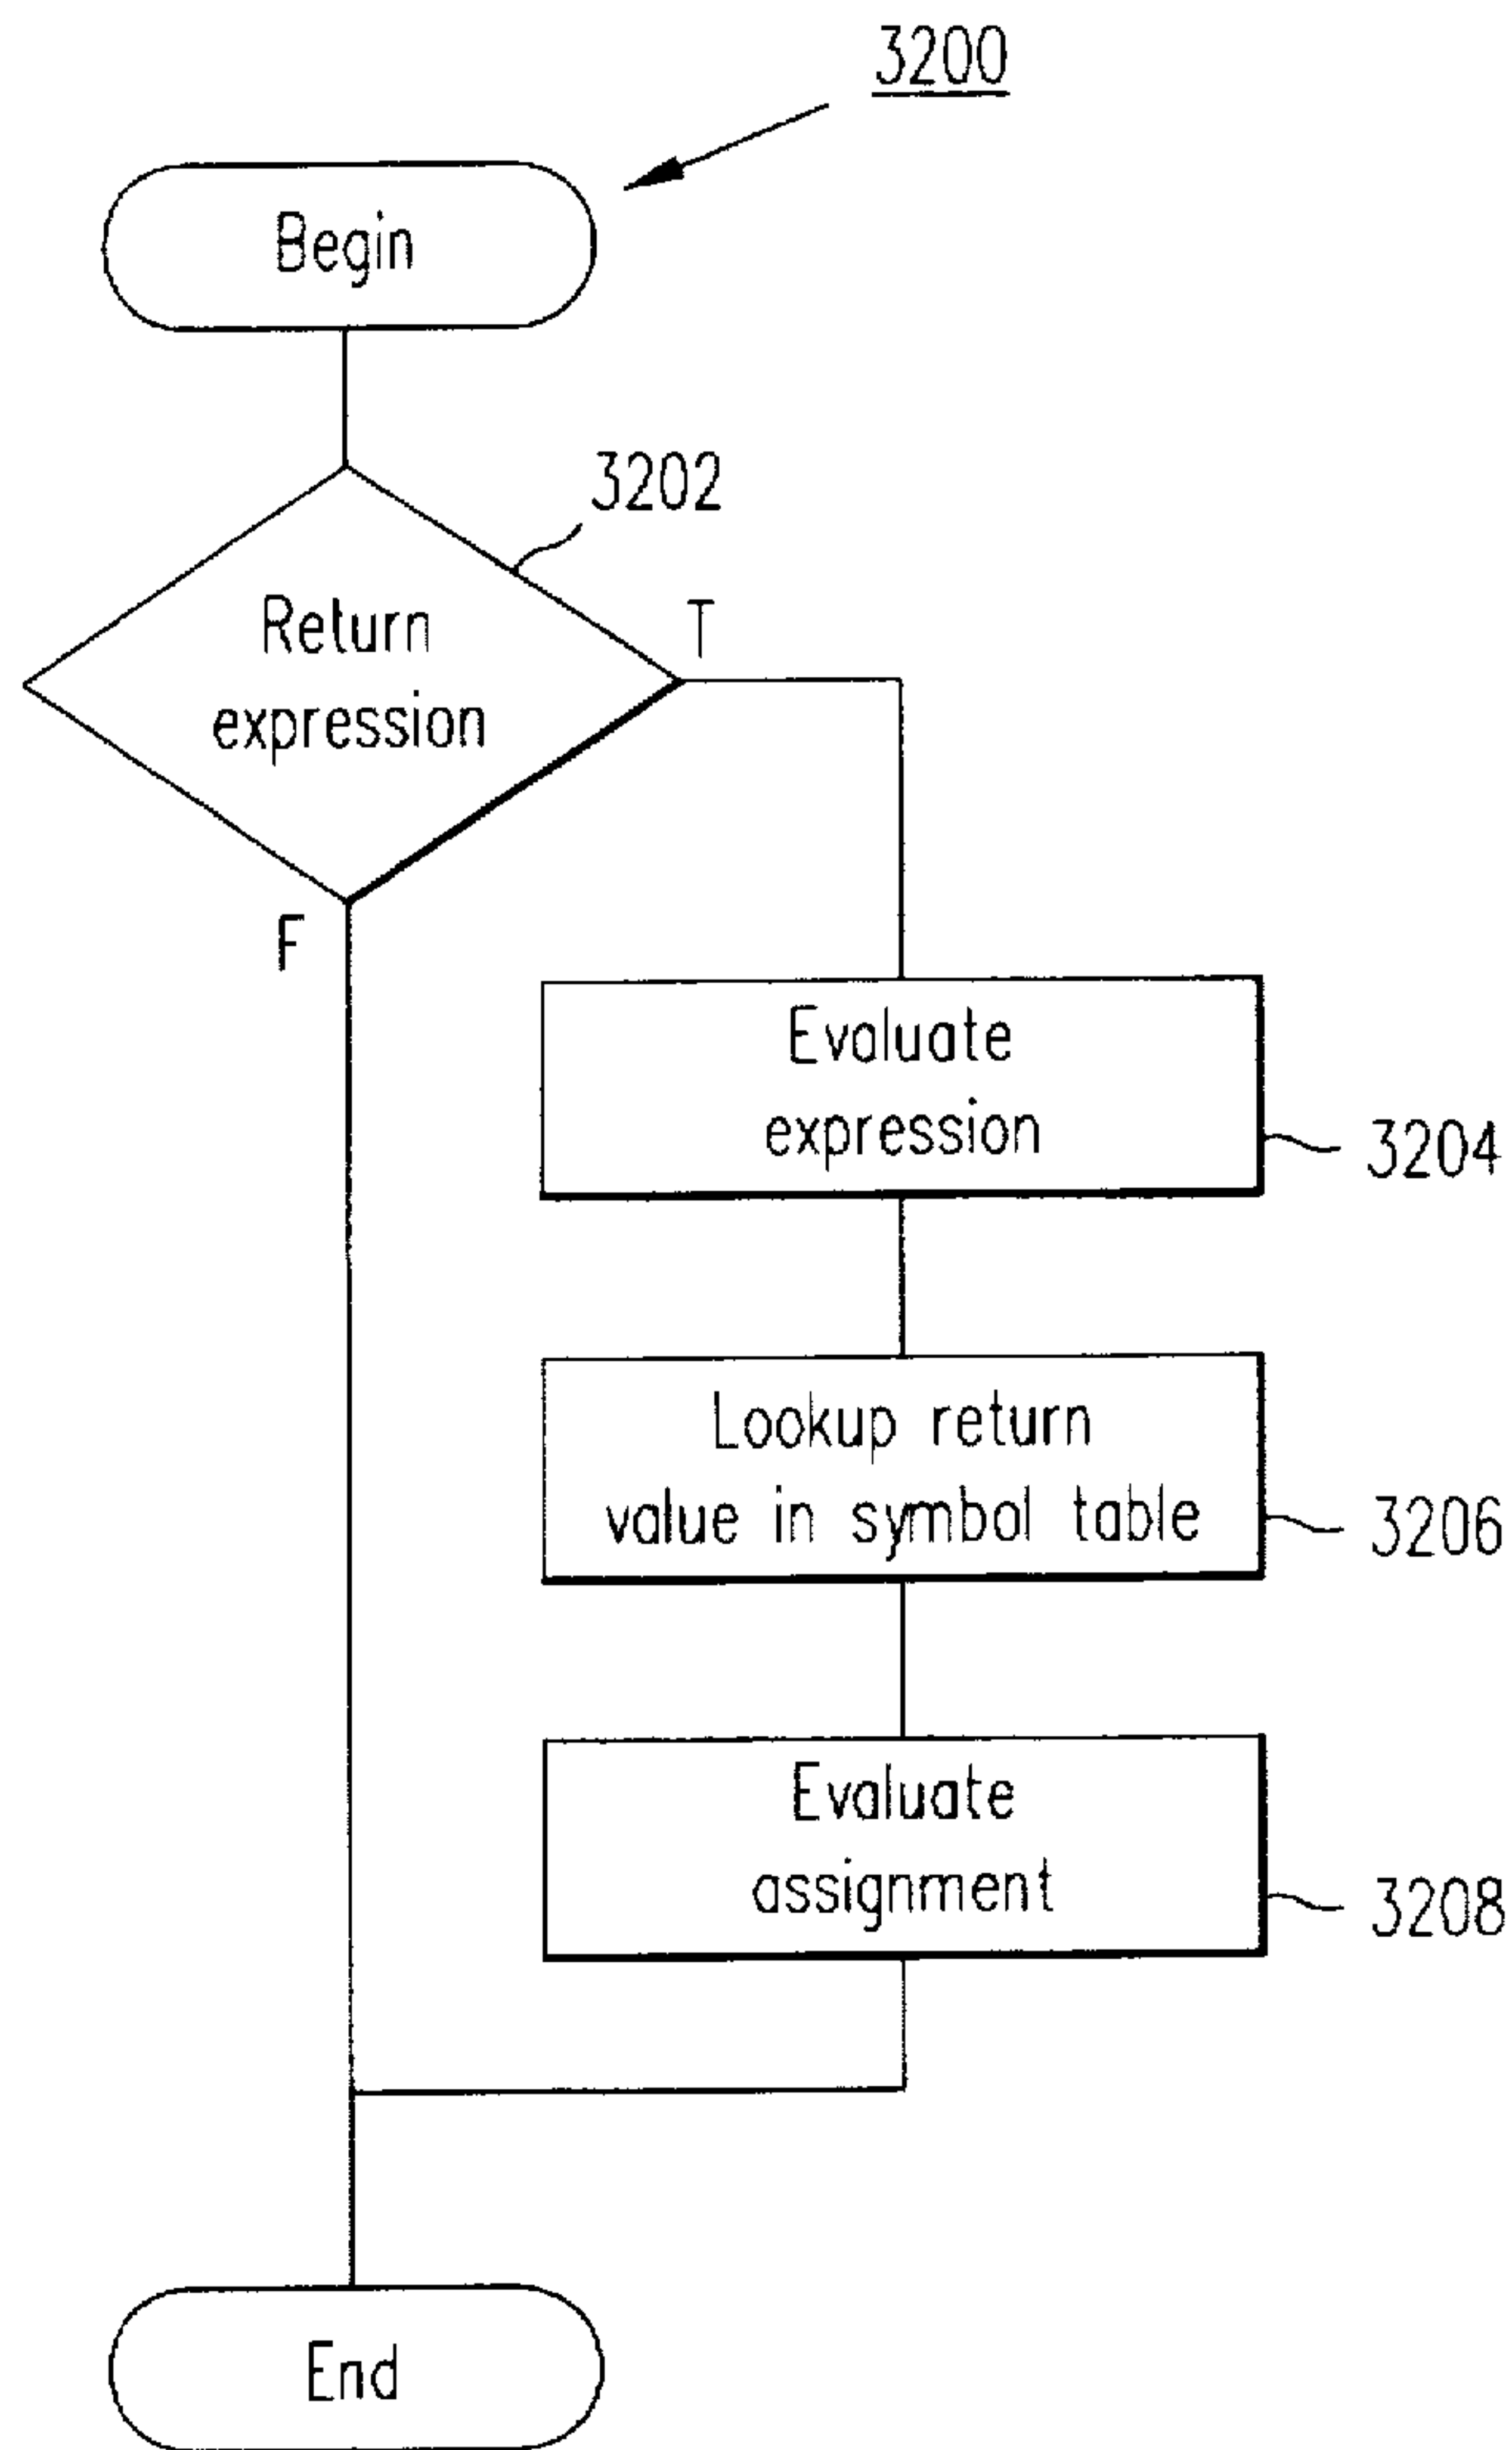 3200
Begin
3202
Return
expression
T
F
Evaluate
expression
3204
Lookup return
value in symbol table
3206
Evaluate
assignment
3208
End